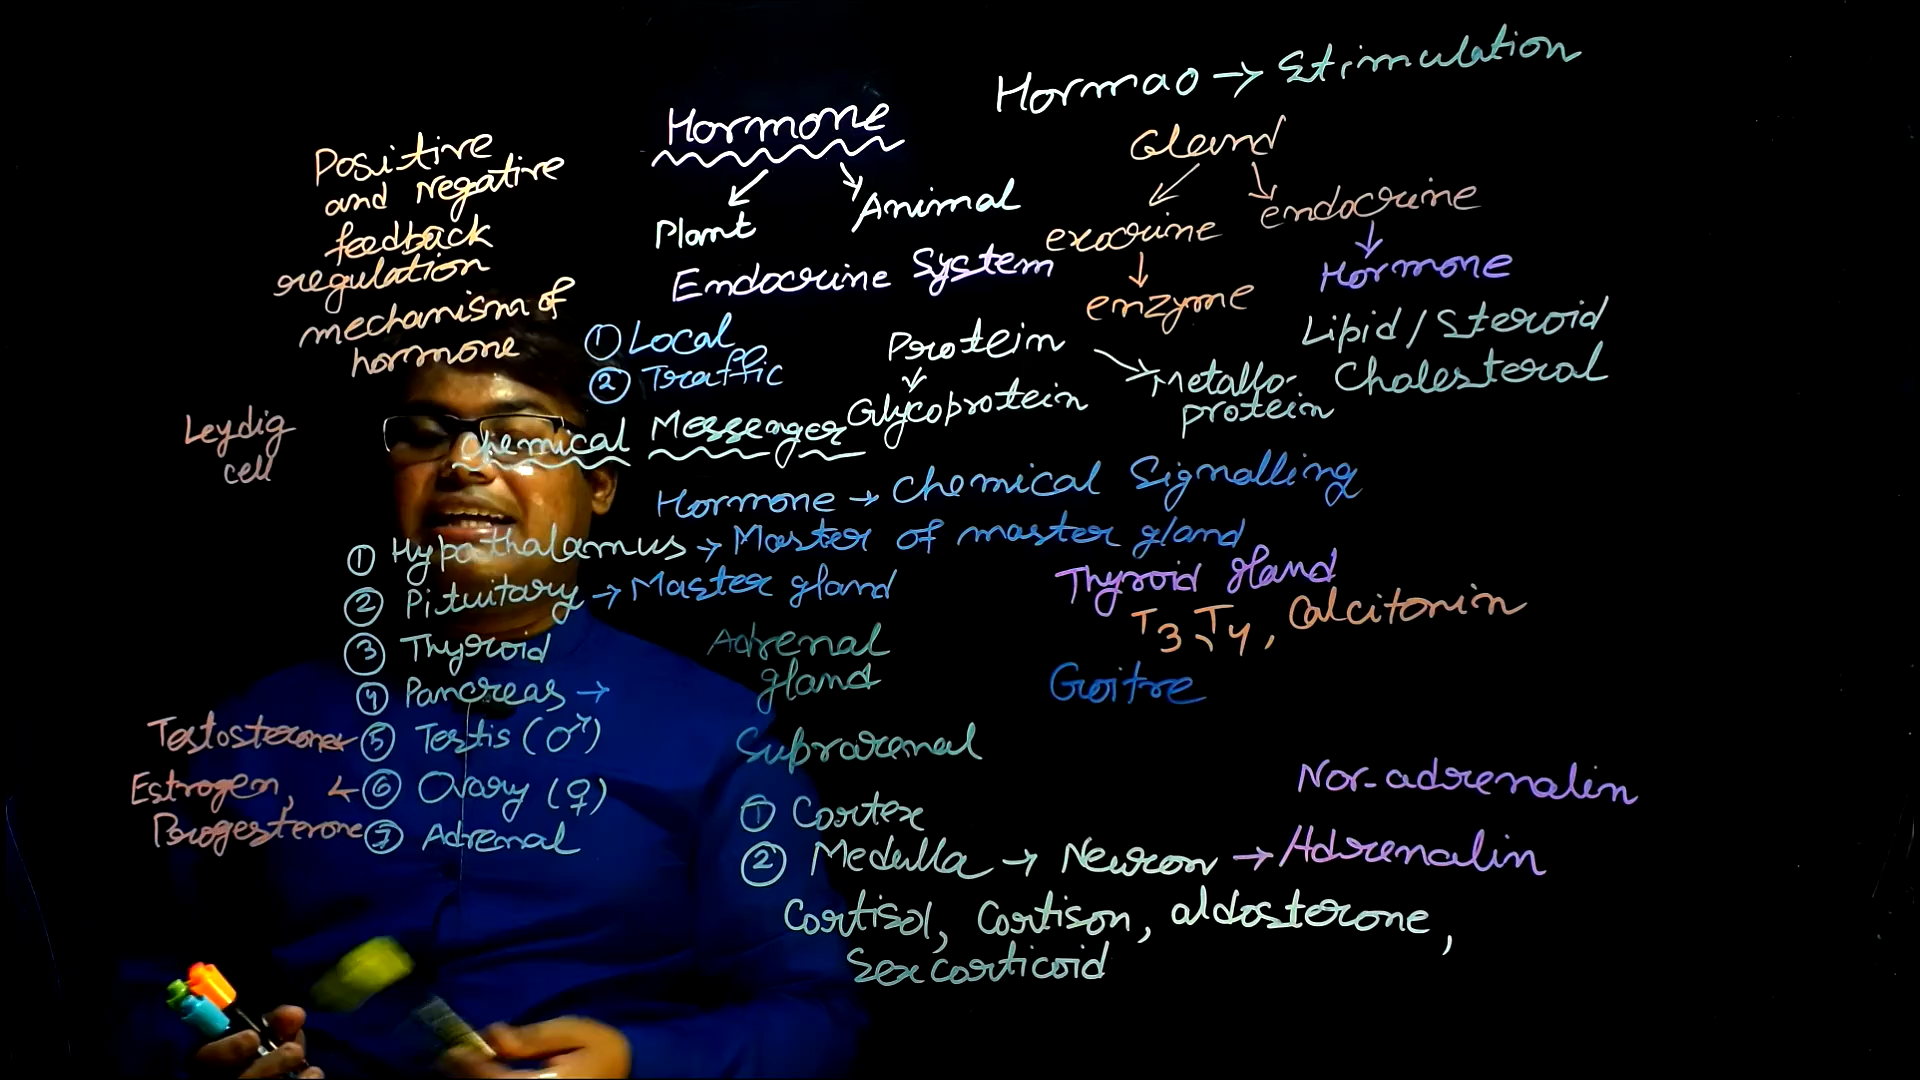 Hormao → Stimulation
Hormone
Plant
Animal
Endocrine System
Gland
exocrine
endocrine
enzyme
Hormone
Positive
and Negative
feedback
regulation
mechanism of
hormone
① Local
② Traffic
Protein
Glycoprotein
Metallo-
protein
Lipid / Steroid
Cholesteral
Chemical Messenger
Leydig
cell
Hormone → Chemical Signalling
① Hypothalamus → Master of master gland
② Pituitary → Master gland
③ Thyroid
④ Pancreas →
Testosterone ← ⑤ Testis (♂)
Estrogen, ← ⑥ Ovary (♀)
Progesterone ⑦ Adrenal
Thyroid gland
T3, T4, Calcitonin
Goitre
Adrenal
gland
Suprarenal
① Cortex
② Medulla → Neuron → Adrenalin
Nor-adrenalin
Cortisol, Cortison, aldosterone,
Sexcorticoid